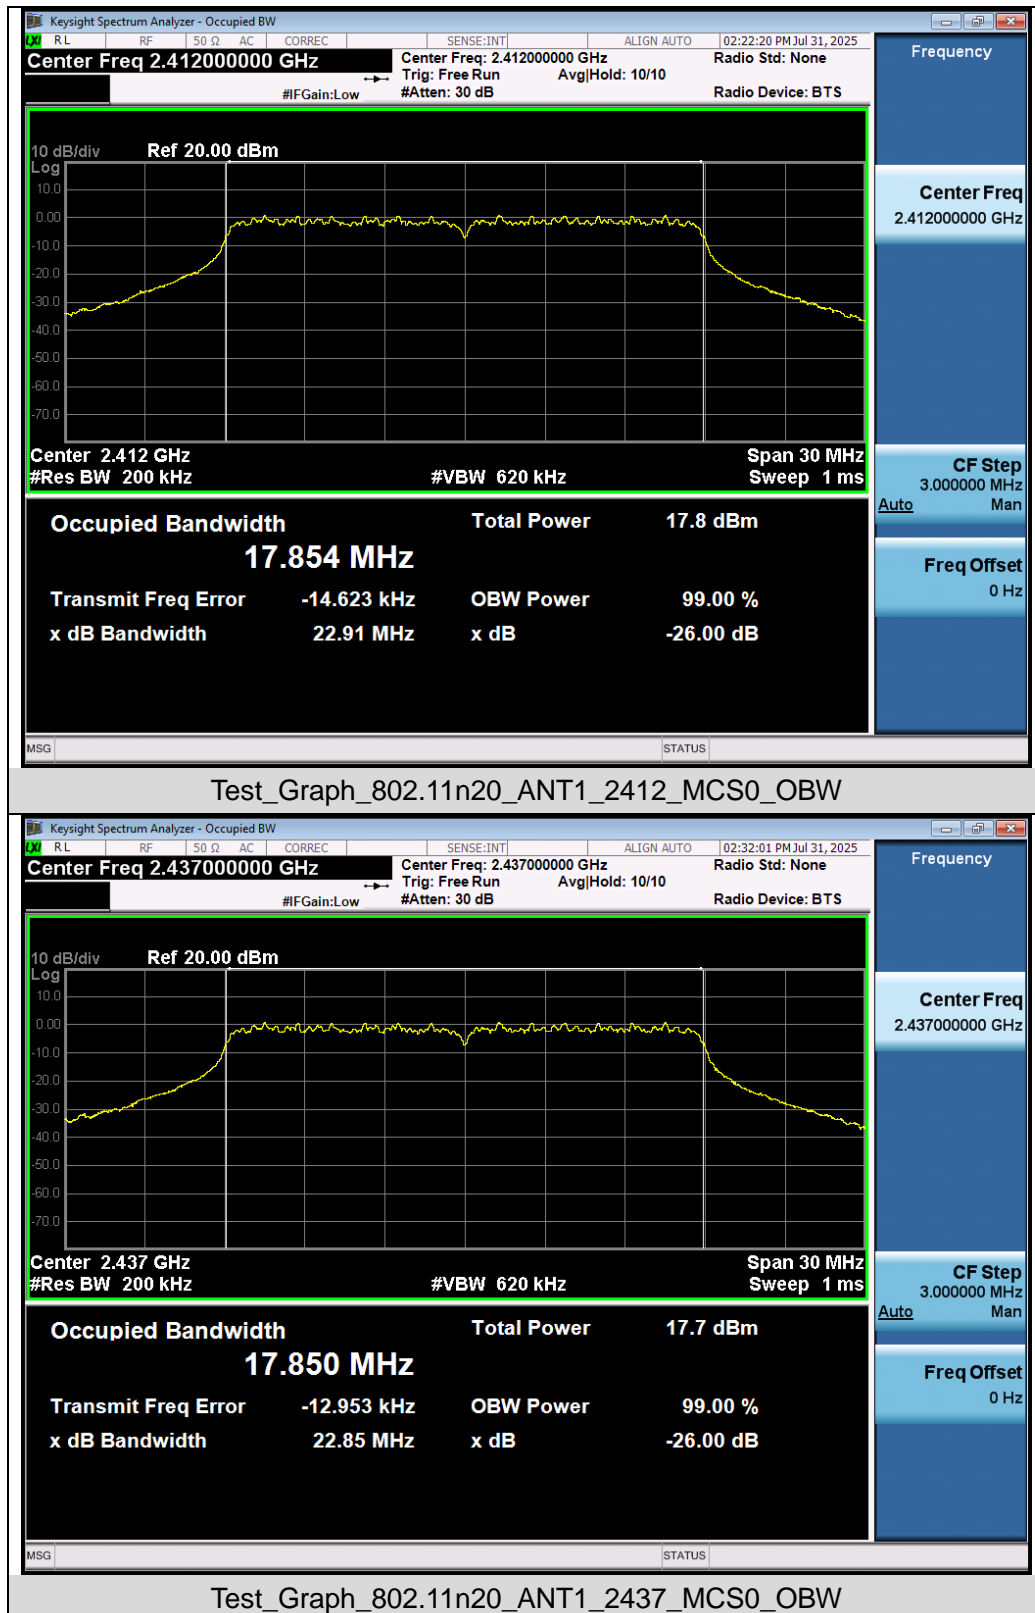 Keysight Spectrum Analyzer - Occupied BW
LXI RL RF 50 Ω AC CORREC SENSE:INT ALIGN AUTO 02:22:20 PM Jul 31, 2025
Center Freq 2.412000000 GHz
Center Freq: 2.412000000 GHz
Radio Std: None
Trig: Free Run Avg|Hold: 10/10
#IFGain:Low
#Atten: 30 dB
Radio Device: BTS
Frequency
10 dB/div Ref 20.00 dBm
Log
10.0
0.00
-10.0
-20.0
-30.0
-40.0
-50.0
-60.0
-70.0
Center Freq
2.412000000 GHz
Center 2.412 GHz Span 30 MHz
#Res BW 200 kHz #VBW 620 kHz Sweep 1 ms
CF Step
3.000000 MHz
Auto Man
Occupied Bandwidth Total Power 17.8 dBm
17.854 MHz
Transmit Freq Error -14.623 kHz OBW Power 99.00 %
x dB Bandwidth 22.91 MHz x dB -26.00 dB
Freq Offset
0 Hz
MSG STATUS
Test_Graph_802.11n20_ANT1_2412_MCS0_OBW
Keysight Spectrum Analyzer - Occupied BW
LXI RL RF 50 Ω AC CORREC SENSE:INT ALIGN AUTO 02:32:01 PM Jul 31, 2025
Center Freq 2.437000000 GHz
Center Freq: 2.437000000 GHz
Radio Std: None
Trig: Free Run Avg|Hold: 10/10
#IFGain:Low
#Atten: 30 dB
Radio Device: BTS
Frequency
10 dB/div Ref 20.00 dBm
Log
10.0
0.00
-10.0
-20.0
-30.0
-40.0
-50.0
-60.0
-70.0
Center Freq
2.437000000 GHz
Center 2.437 GHz Span 30 MHz
#Res BW 200 kHz #VBW 620 kHz Sweep 1 ms
CF Step
3.000000 MHz
Auto Man
Occupied Bandwidth Total Power 17.7 dBm
17.850 MHz
Transmit Freq Error -12.953 kHz OBW Power 99.00 %
x dB Bandwidth 22.85 MHz x dB -26.00 dB
Freq Offset
0 Hz
MSG STATUS
Test_Graph_802.11n20_ANT1_2437_MCS0_OBW